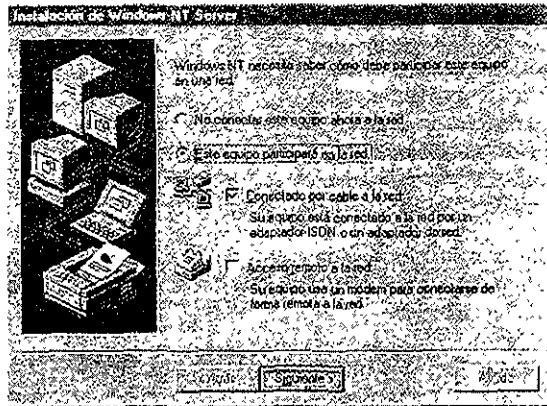 Instalación de Windows NT Server
Windows NT necesita saber cómo debe participar este equipo
en una red.
No conectar este equipo ahora a la red
Este equipo participará en la red
Conectado por cable a la red
Su equipo está conectado a la red por un
adaptador ISDN o un adaptador de red.
Acceso remoto a la red
Su equipo usa un modem para conectarse de
forma remota a la red
< Atrás
Siguiente >
Ayuda